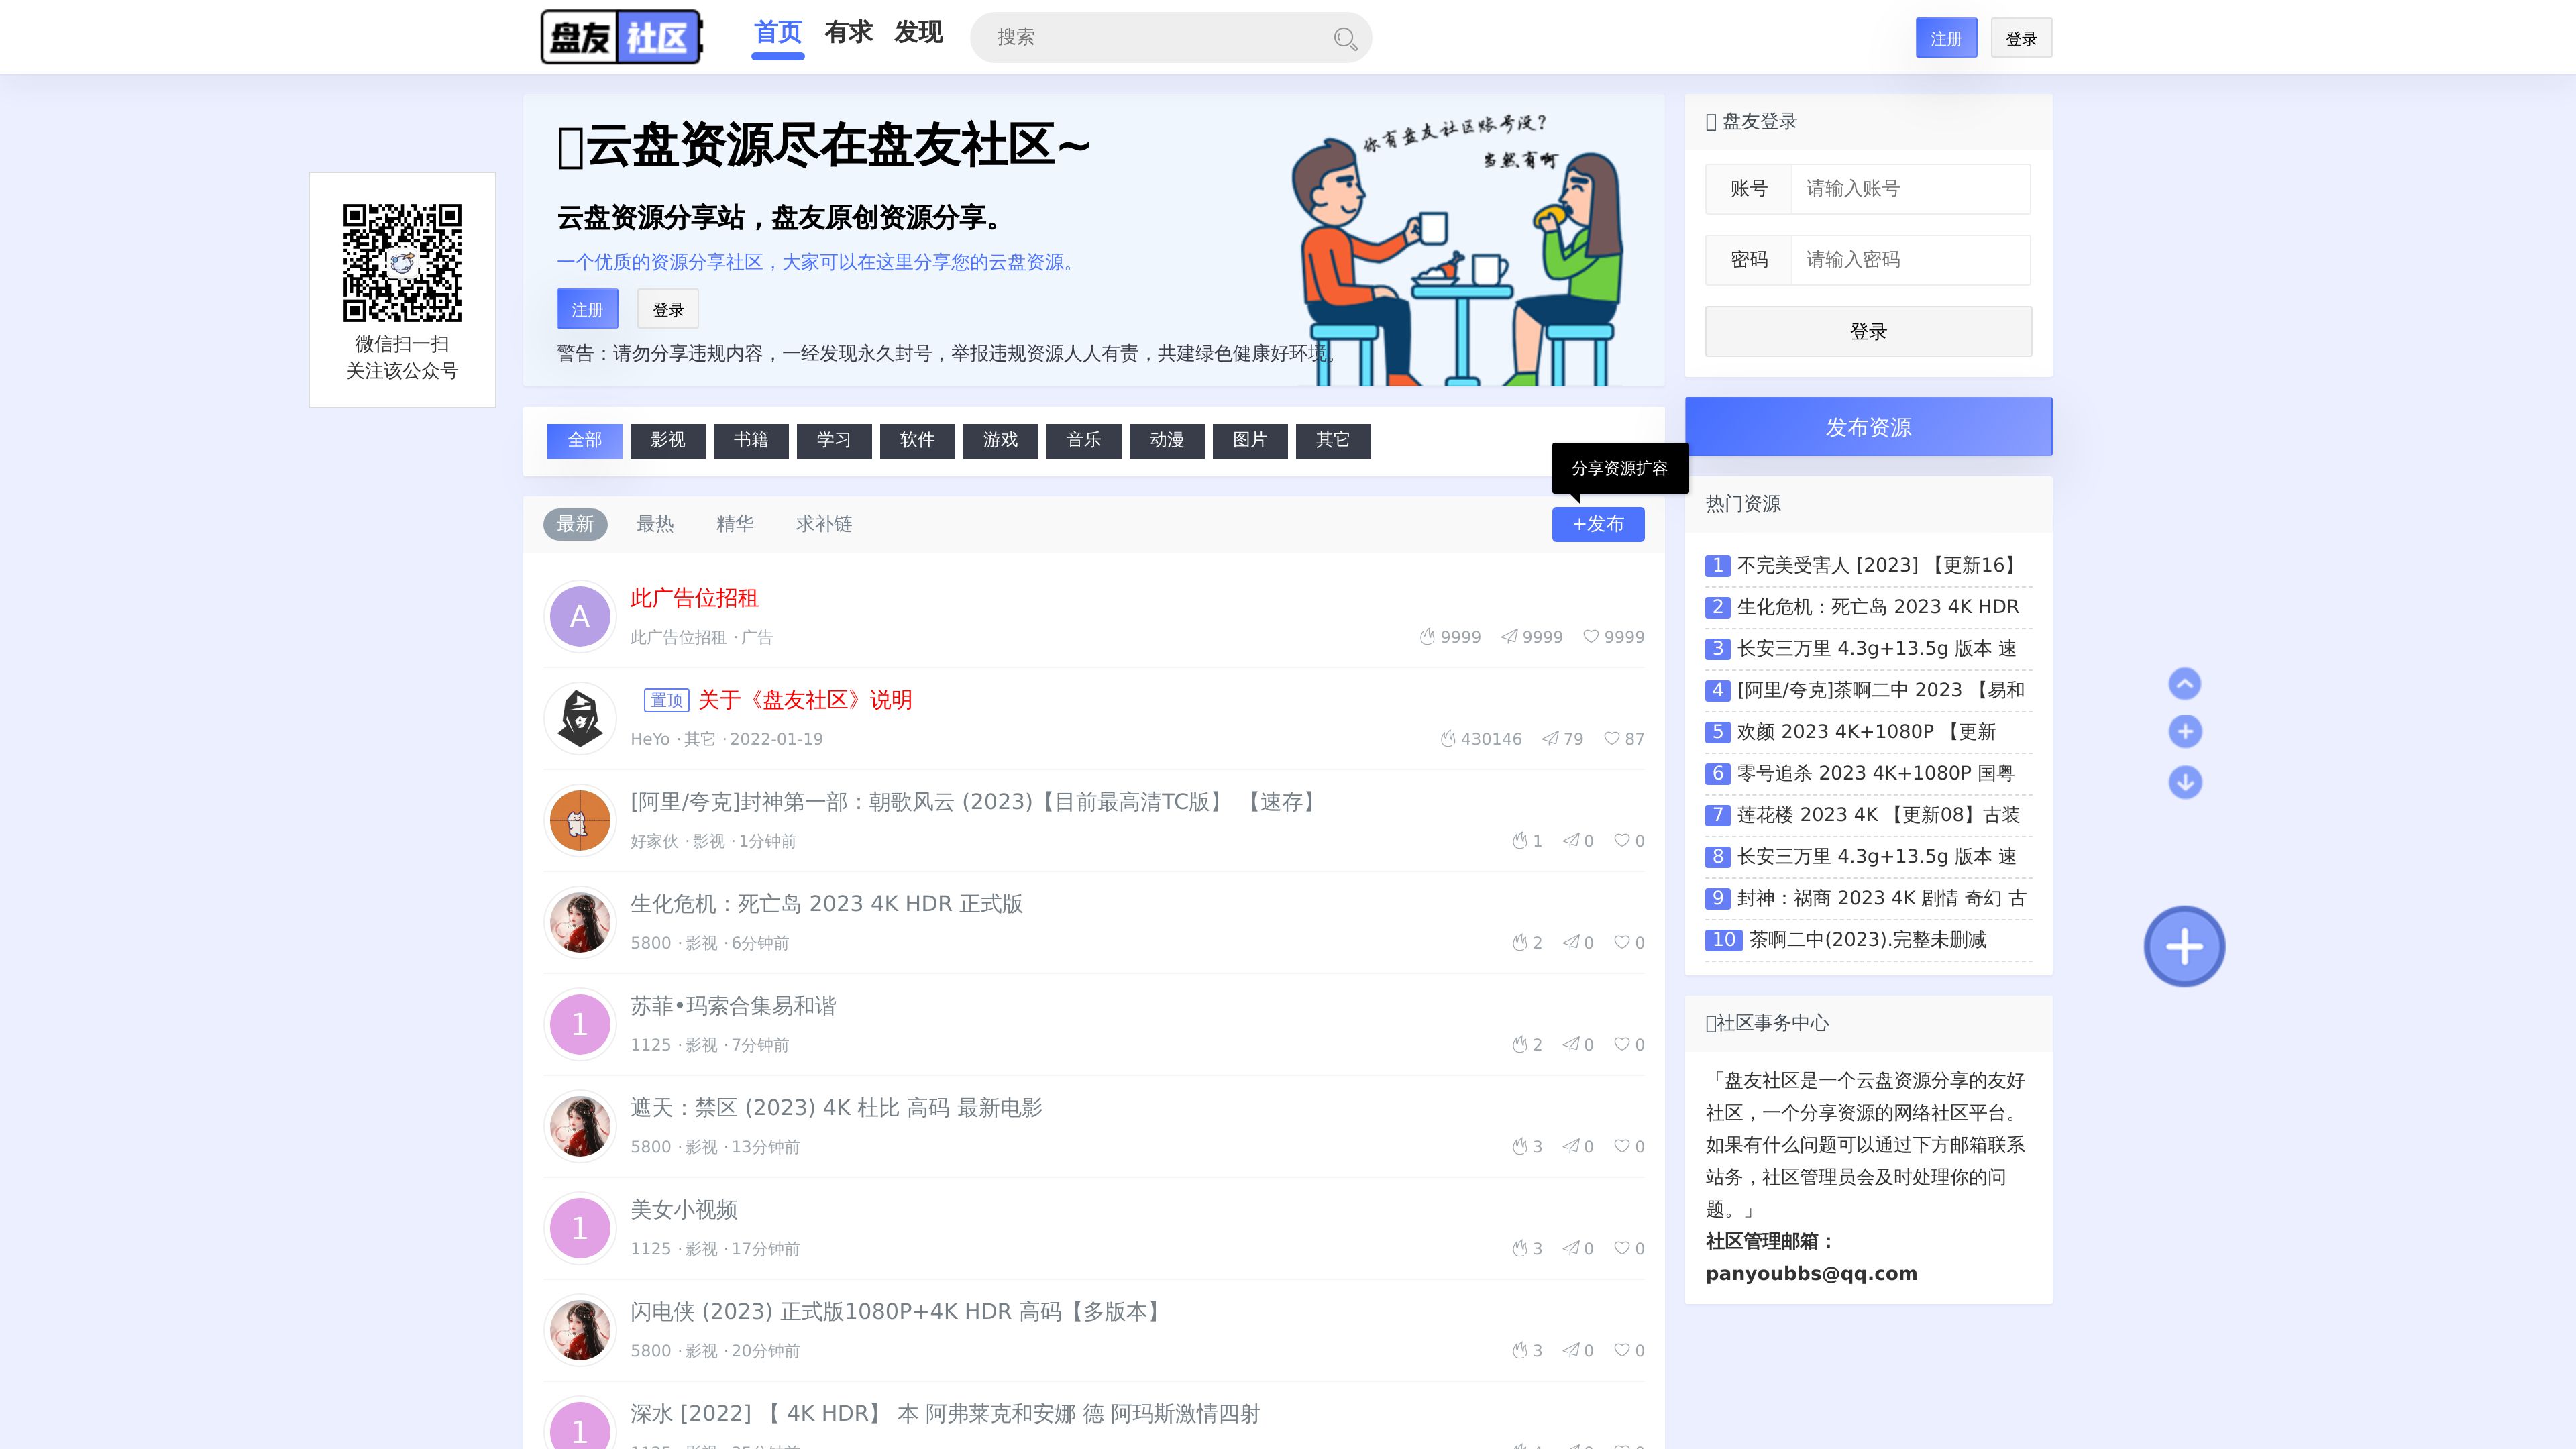 盘友 社区
首页 有求 发现 搜索
注册 登录
微信扫一扫
关注该公众号
云盘资源尽在盘友社区~
云盘资源分享站，盘友原创资源分享。
一个优质的资源分享社区，大家可以在这里分享您的云盘资源。
注册 登录
警告：请勿分享违规内容，一经发现永久封号，举报违规资源人人有责，共建绿色健康好环境。
你有盘友社区账号没？
当然有啊
全部 影视 书籍 学习 软件 游戏 音乐 动漫 图片 其它
分享资源扩容
最新 最热 精华 求补链 +发布
A
此广告位招租
此广告位招租 · 广告 9999 9999 9999
置顶 关于《盘友社区》说明
HeYo · 其它 · 2022-01-19 430146 79 87
[阿里/夸克]封神第一部：朝歌风云 (2023)【目前最高清TC版】 【速存】
好家伙 · 影视 · 1分钟前 1 0 0
生化危机：死亡岛 2023 4K HDR 正式版
5800 · 影视 · 6分钟前 2 0 0
1
苏菲•玛索合集易和谐
1125 · 影视 · 7分钟前 2 0 0
遮天：禁区 (2023) 4K 杜比 高码 最新电影
5800 · 影视 · 13分钟前 3 0 0
1
美女小视频
1125 · 影视 · 17分钟前 3 0 0
闪电侠 (2023) 正式版1080P+4K HDR 高码【多版本】
5800 · 影视 · 20分钟前 3 0 0
1
深水 [2022] 【 4K HDR】 本 阿弗莱克和安娜 德 阿玛斯激情四射
盘友登录
账号 请输入账号
密码 请输入密码
登录
发布资源
热门资源
1 不完美受害人 [2023] 【更新16】
2 生化危机：死亡岛 2023 4K HDR
3 长安三万里 4.3g+13.5g 版本 速
4 [阿里/夸克]茶啊二中 2023 【易和
5 欢颜 2023 4K+1080P 【更新
6 零号追杀 2023 4K+1080P 国粤
7 莲花楼 2023 4K 【更新08】古装
8 长安三万里 4.3g+13.5g 版本 速
9 封神：祸商 2023 4K 剧情 奇幻 古
10 茶啊二中(2023).完整未删减
社区事务中心
「盘友社区是一个云盘资源分享的友好
社区，一个分享资源的网络社区平台。
如果有什么问题可以通过下方邮箱联系
站务，社区管理员会及时处理你的问
题。」
社区管理邮箱：
panyoubbs@qq.com